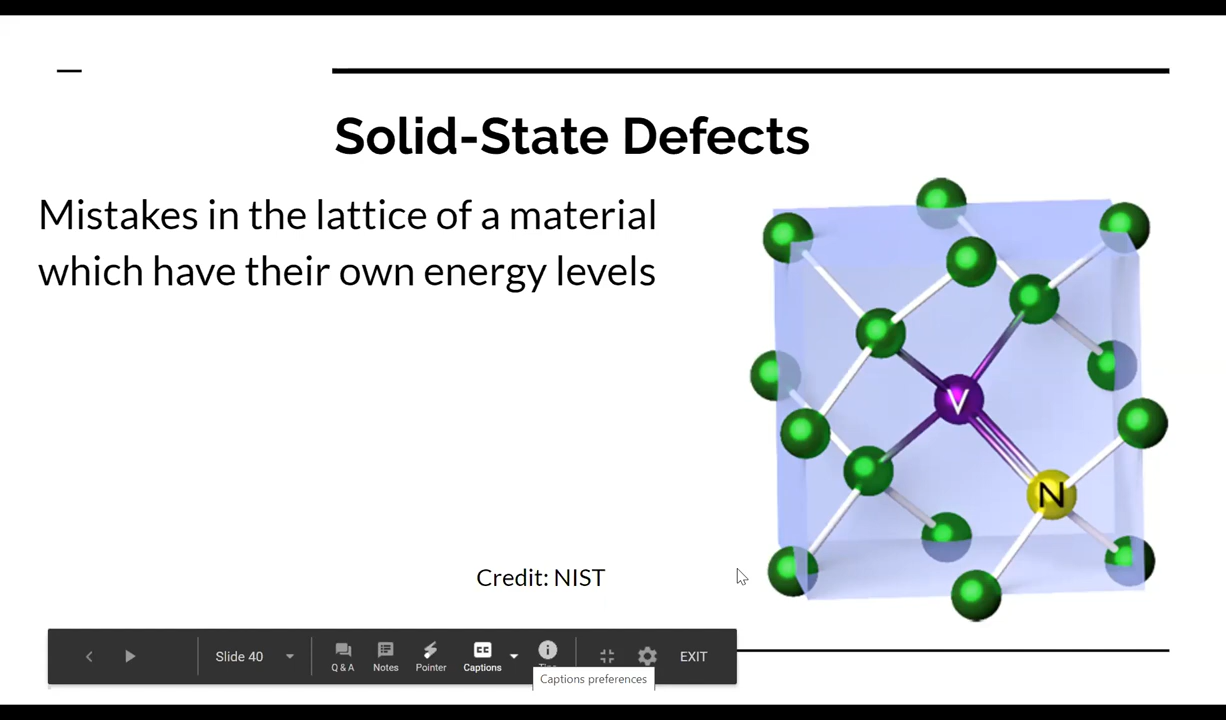 Solid-State Defects
Mistakes in the lattice of a material
which have their own energy levels
V
N
Credit: NIST
Slide 40
Q & A
Notes
Pointer
Captions
EXIT
Captions preferences